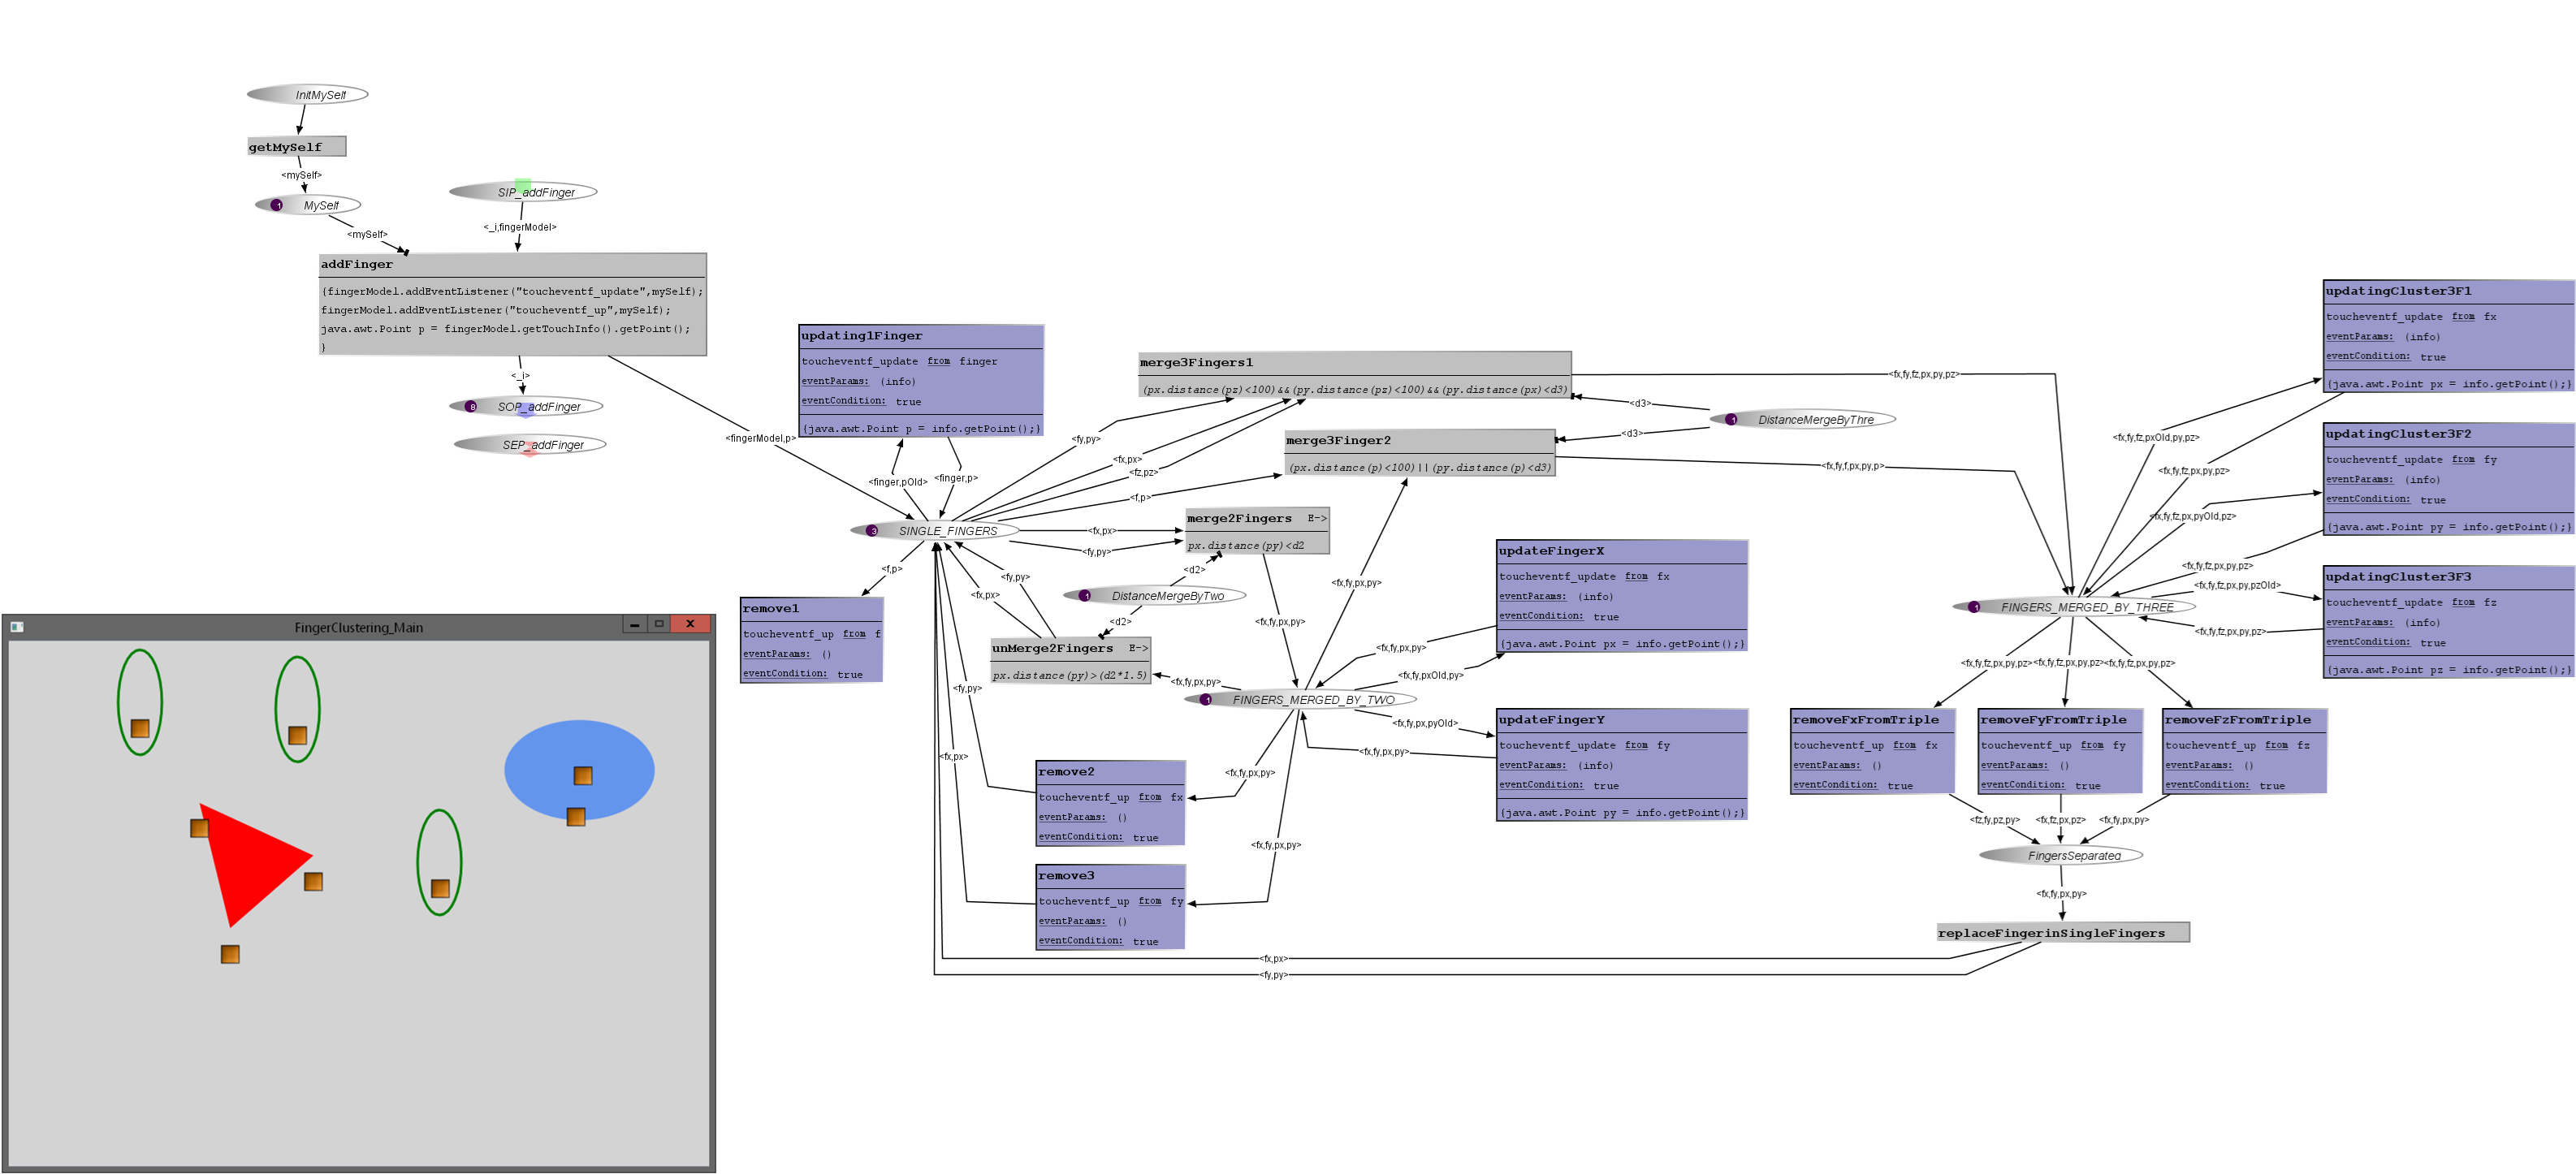 InitMySelf
getMySelf
<mySelf>
1 MySelf
<mySelf>
SIP_addFinger
<_i,fingerModel>
addFinger
{fingerModel.addEventListener("toucheventf_update",mySelf);
fingerModel.addEventListener("toucheventf_up",mySelf);
java.awt.Point p = fingerModel.getTouchInfo().getPoint();
}
<_i>
8 SOP_addFinger
SEP_addFinger
<fingerModel,p>
updating1Finger
toucheventf_update from finger
eventParams: (info)
eventCondition: true
{java.awt.Point p = info.getPoint();}
<finger,pOld>
<finger,p>
3 SINGLE_FINGERS
<f,p>
remove1
toucheventf_up from f
eventParams: ()
eventCondition: true
merge3Fingers1
(px.distance(pz)<100)&&(py.distance(pz)<100)&&(py.distance(px)<d3)
<fy,py>
<fx,px>
<fz,pz>
<f,p>
merge3Finger2
(px.distance(p)<100)||(py.distance(p)<d3)
<d3>
<d3>
1 DistanceMergeByThre
<fx,px>
<fy,py>
merge2Fingers E->
px.distance(py)<d2
<d2>
1 DistanceMergeByTwo
<d2>
<fy,py>
<fx,px>
unMerge2Fingers E->
px.distance(py)>(d2*1.5)
<fx,fy,px,py>
<fx,fy,px,py>
<fx,fy,px,py>
1 FINGERS_MERGED_BY_TWO
updateFingerX
toucheventf_update from fx
eventParams: (info)
eventCondition: true
{java.awt.Point px = info.getPoint();}
<fx,fy,px,py>
<fx,fy,pxOld,py>
<fx,fy,px,pyOld>
<fx,fy,px,py>
updateFingerY
toucheventf_update from fy
eventParams: (info)
eventCondition: true
{java.awt.Point py = info.getPoint();}
<fy,py>
<fx,px>
<fx,fy,px,py>
<fx,fy,px,py>
remove2
toucheventf_up from fx
eventParams: ()
eventCondition: true
remove3
toucheventf_up from fy
eventParams: ()
eventCondition: true
<fx,px>
<fy,py>
<fx,fy,fz,px,py,pz>
<fx,fy,f,px,py,p>
1 FINGERS_MERGED_BY_THREE
updatingCluster3F1
toucheventf_update from fx
eventParams: (info)
eventCondition: true
{java.awt.Point px = info.getPoint();}
<fx,fy,fz,pxOld,py,pz>
<fx,fy,fz,px,py,pz>
updatingCluster3F2
toucheventf_update from fy
eventParams: (info)
eventCondition: true
{java.awt.Point py = info.getPoint();}
<fx,fy,fz,px,pyOld,pz>
<fx,fy,fz,px,py,pz>
updatingCluster3F3
toucheventf_update from fz
eventParams: (info)
eventCondition: true
{java.awt.Point pz = info.getPoint();}
<fx,fy,fz,px,py,pzOld>
<fx,fy,fz,px,py,pz>
<fx,fy,fz,px,py,pz>
<fx,fy,fz,px,py,pz>
<fx,fy,fz,px,py,pz>
removeFxFromTriple
toucheventf_up from fx
eventParams: ()
eventCondition: true
removeFyFromTriple
toucheventf_up from fy
eventParams: ()
eventCondition: true
removeFzFromTriple
toucheventf_up from fz
eventParams: ()
eventCondition: true
<fz,fy,pz,py>
<fx,fz,px,pz>
<fx,fy,px,py>
FingersSeparated
<fx,fy,px,py>
replaceFingerinSingleFingers
FingerClustering_Main